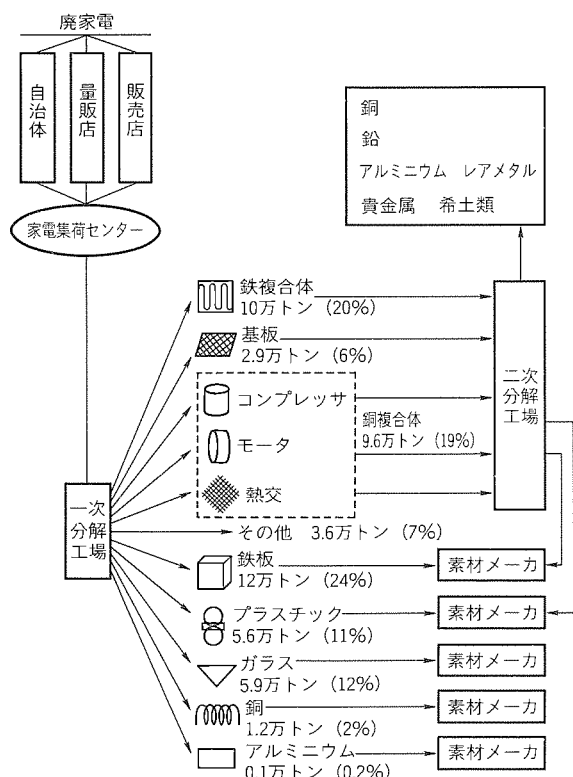 廃家電
自治体
量販店
販売店
家電集荷センター
銅
鉛
アルミニウム レアメタル
貴金属 希土類
鉄複合体
10万トン (20%)
基板
2.9万トン (6%)
コンプレッサ
モータ
熱交
銅複合体
9.6万トン (19%)
二次
分解
工場
一次
分解
工場
その他 3.6万トン (7%)
鉄板
12万トン (24%)
素材メーカ
プラスチック
5.6万トン (11%)
素材メーカ
ガラス
5.9万トン (12%)
素材メーカ
銅
1.2万トン (2%)
素材メーカ
アルミニウム
0.1万トン (0.2%)
素材メーカ